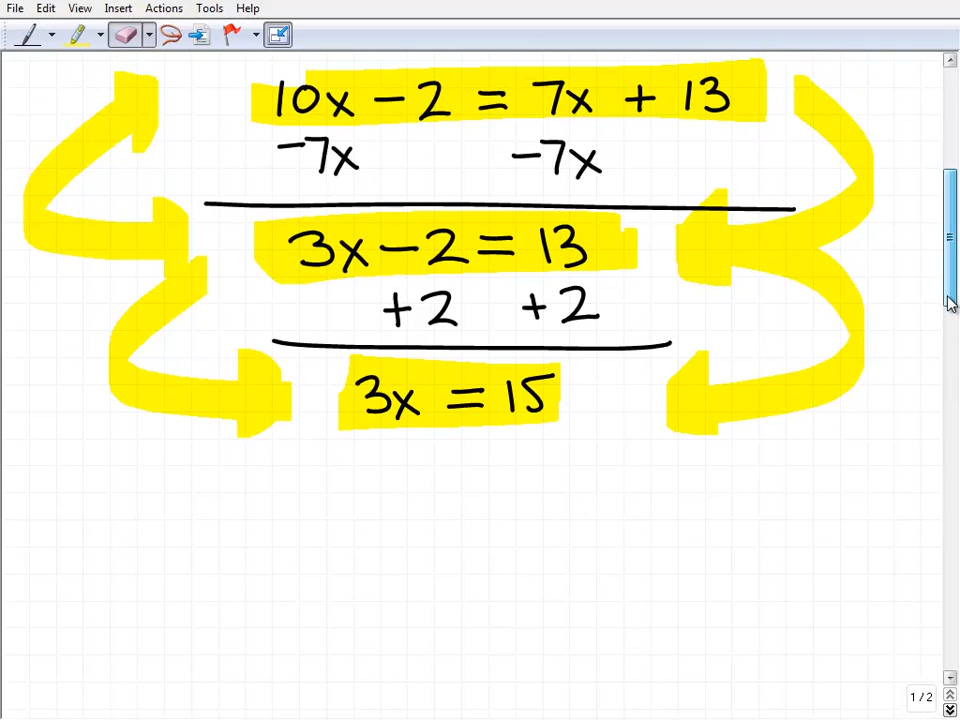 File Edit View Insert Actions Tools Help
10x - 2 = 7x + 13
-7x -7x
3x - 2 = 13
+2 +2
3x = 15
1 / 2